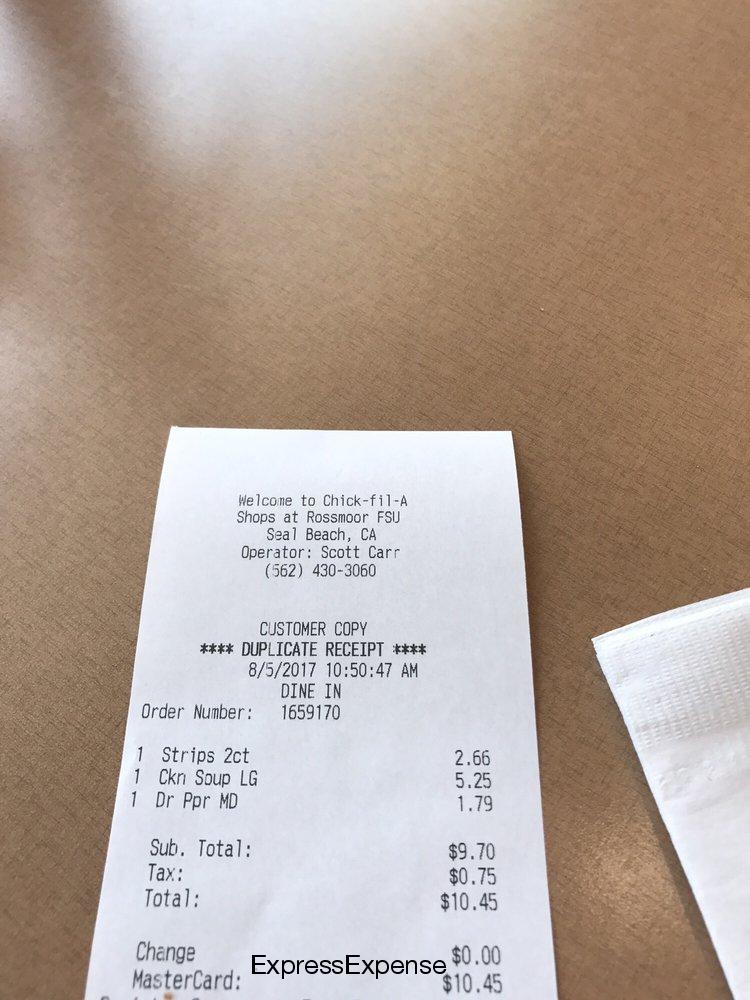 Welcome to Chick-fil-A
Shops at Rossmoor FSU
Seal Beach, CA
Operator: Scott Carr
(562) 430-3060
CUSTOMER COPY
**** DUPLICATE RECEIPT ****
8/5/2017 10:50:47 AM
DINE IN
Order Number: 1659170
1 Strips 2ct 2.66
1 Ckn Soup LG 5.25
1 Dr Ppr MD 1.79
Sub. Total: $9.70
Tax: $0.75
Total: $10.45
Change $0.00
ExpressExpense
MasterCard: $10.45